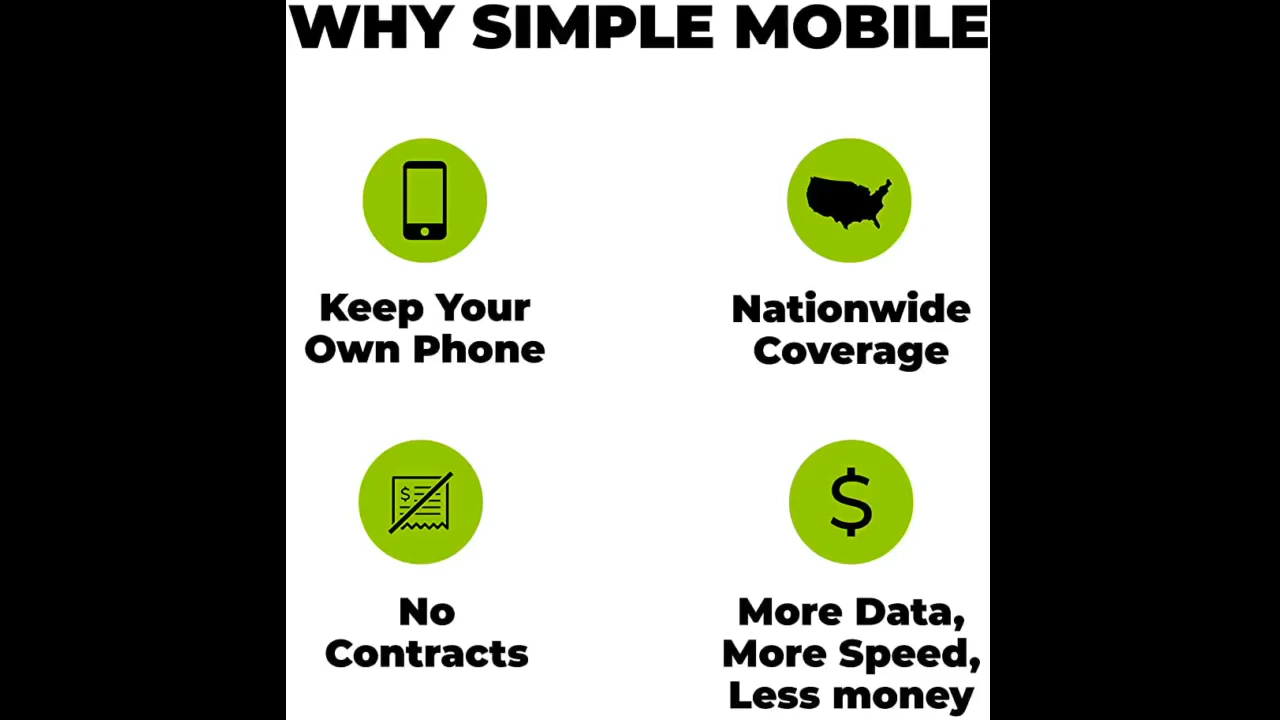 WHY SIMPLE MOBILE
Keep Your
Own Phone
Nationwide
Coverage
$
No
Contracts
$
More Data,
More Speed,
Less money